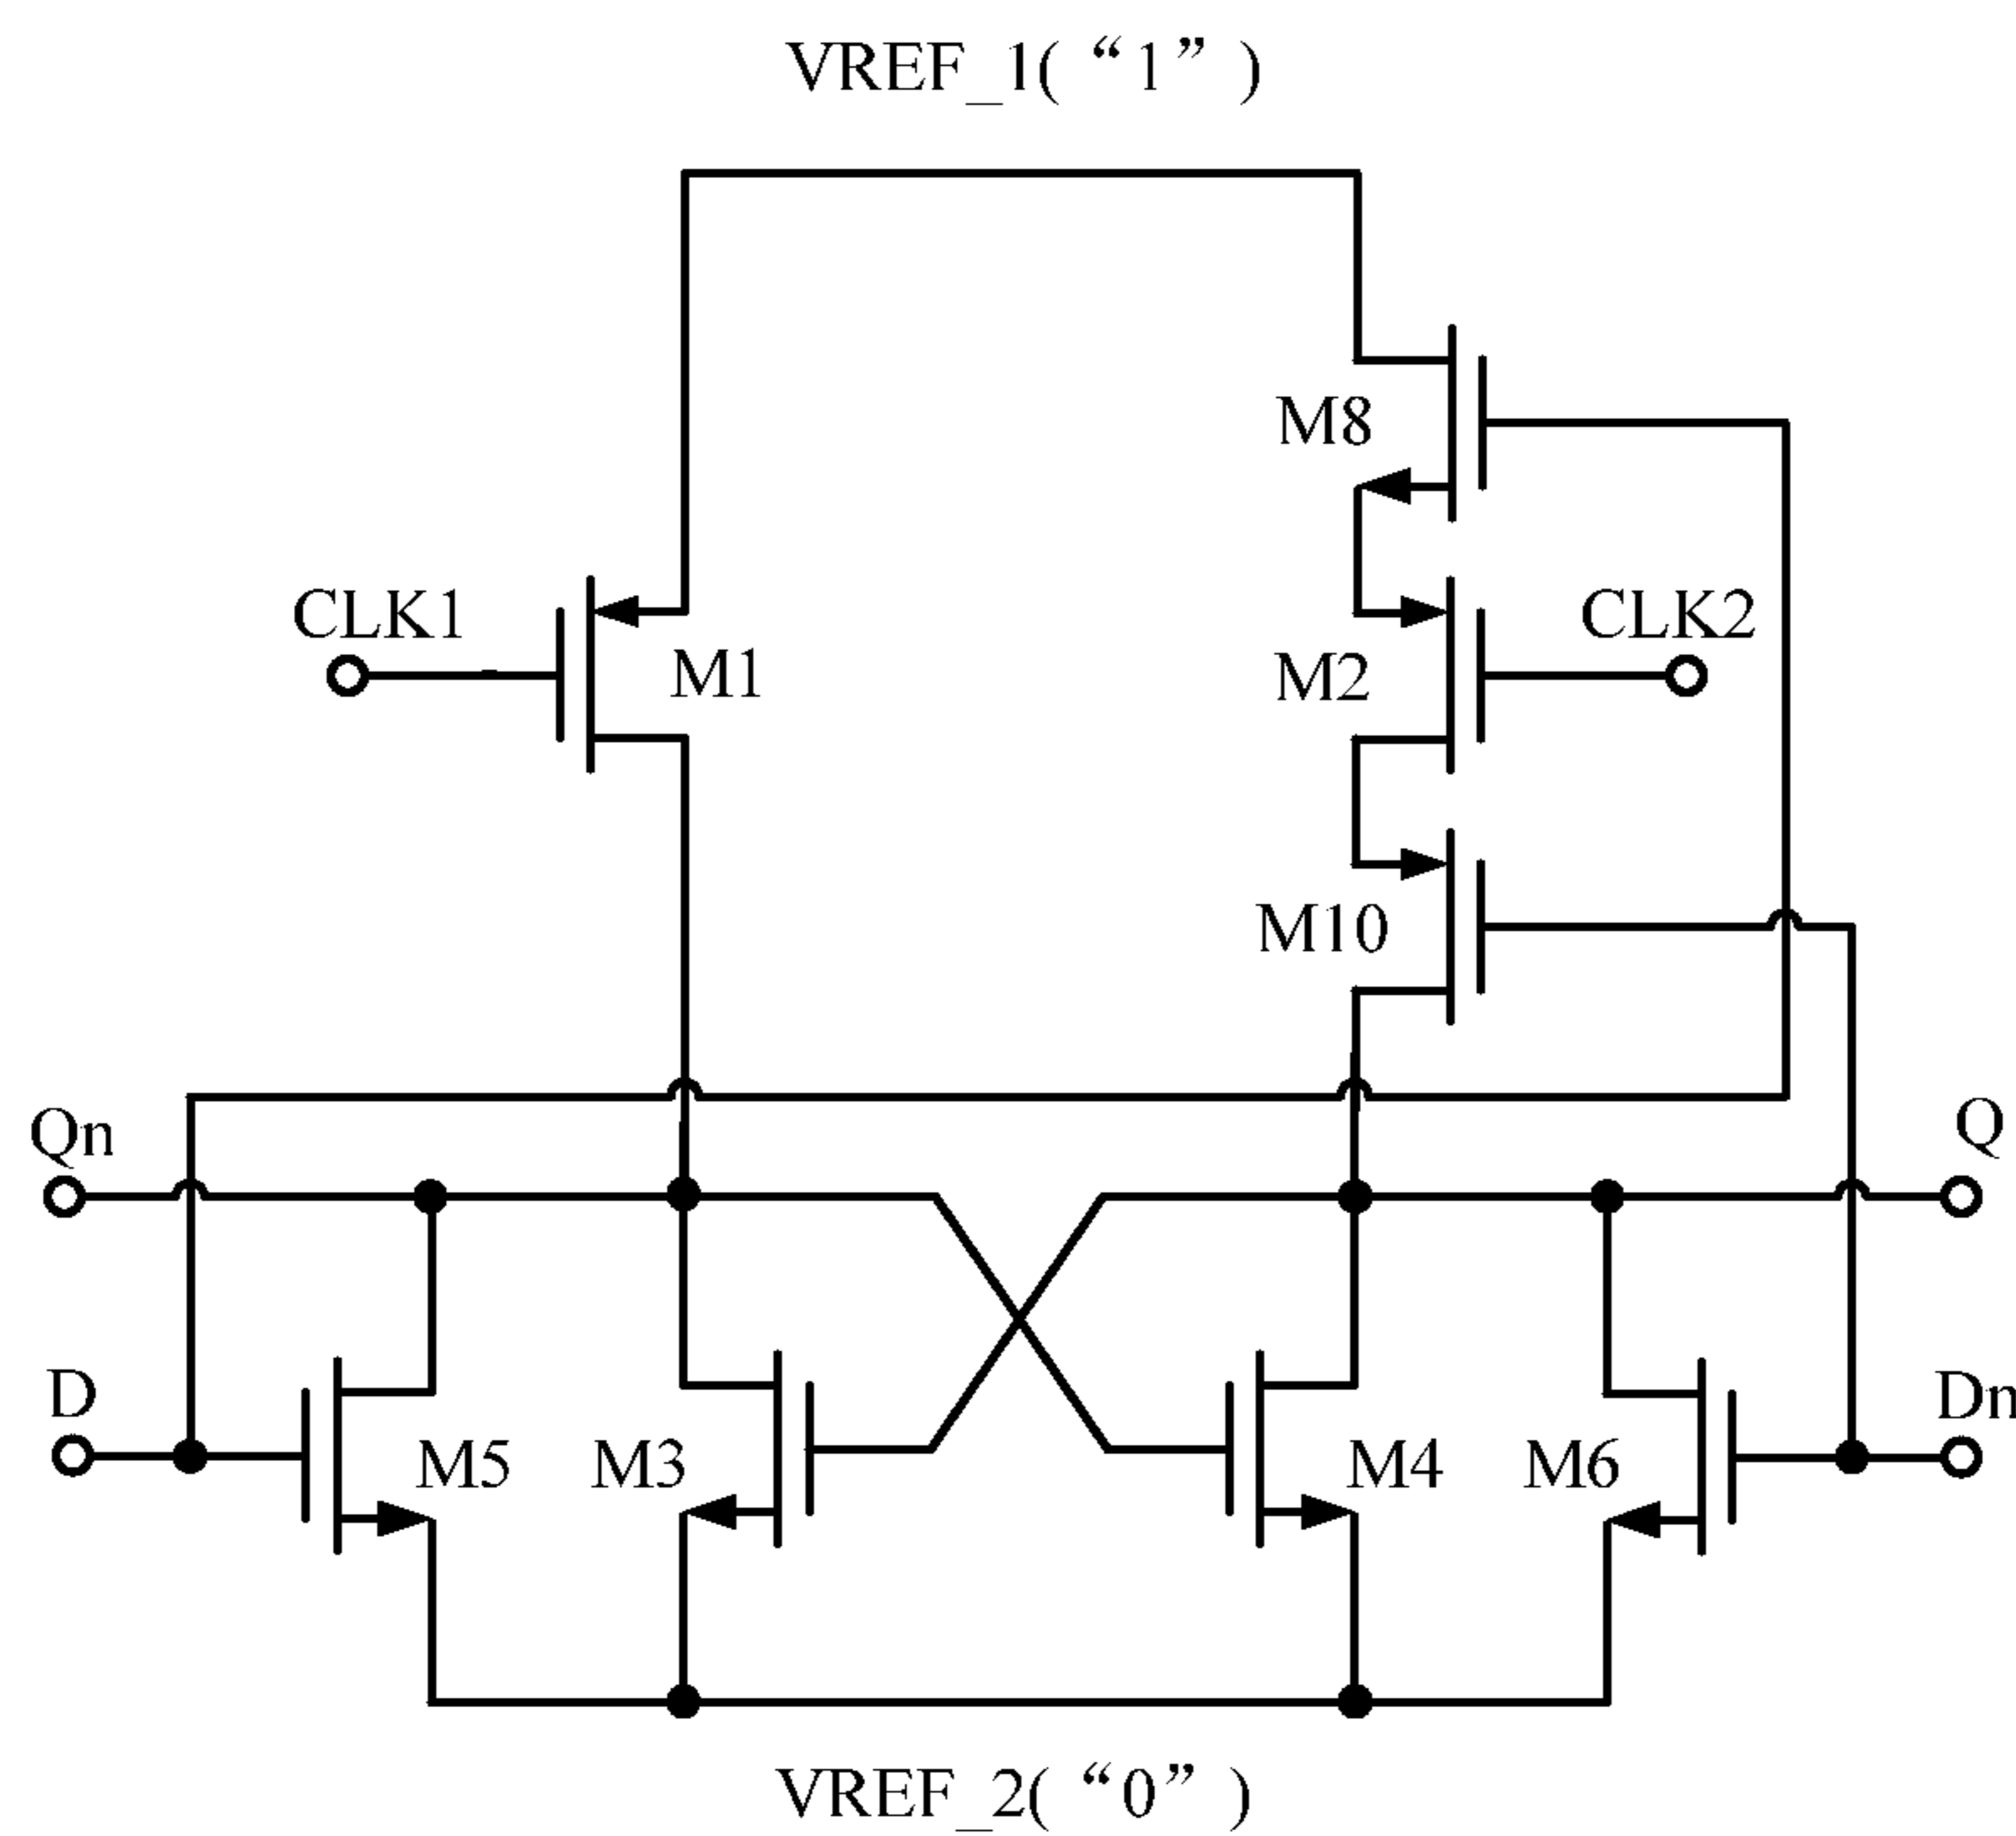 VREF_1(“1”)
M8
CLK1
M1
M2
CLK2
M10
Qn
Q
D
M5
M3
M4
M6
Dn
VREF_2(“0”)